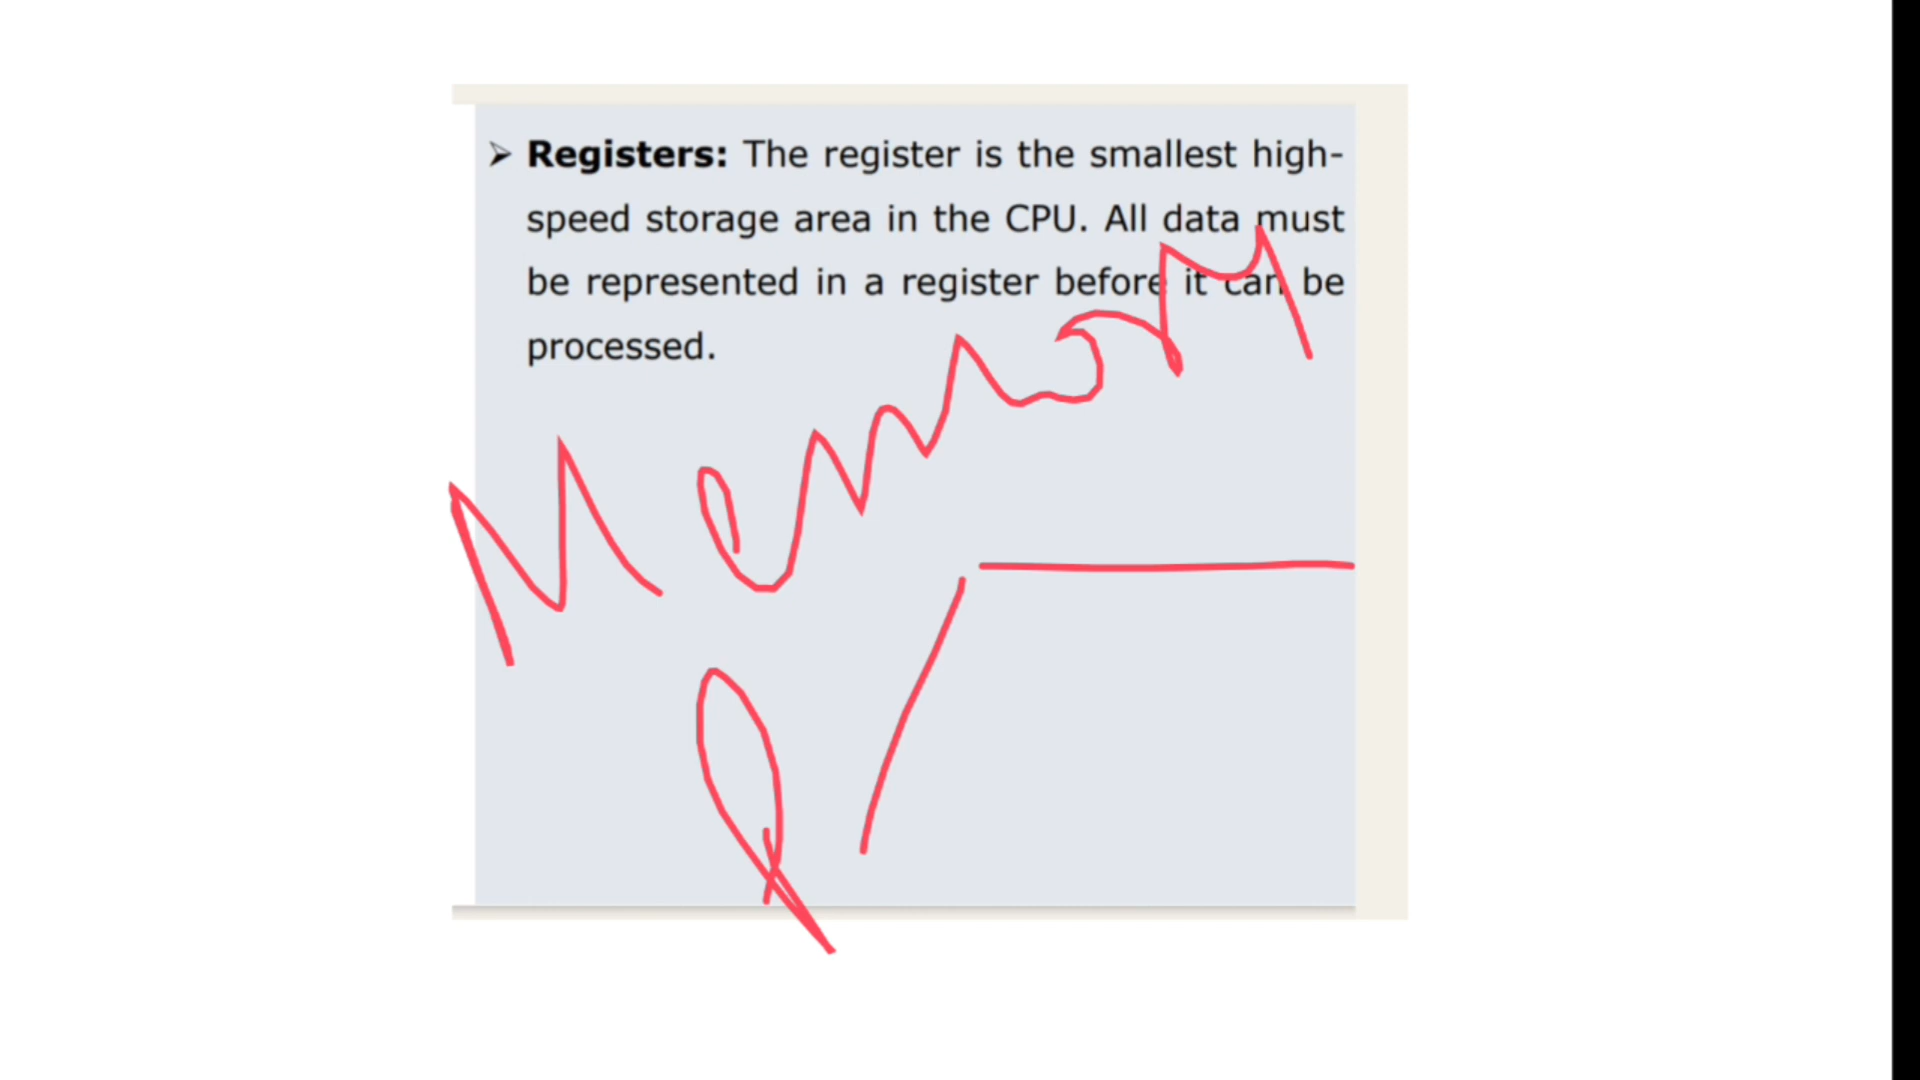 ➢ Registers: The register is the smallest high-
speed storage area in the CPU. All data must
be represented in a register before it can be
processed.
Memory